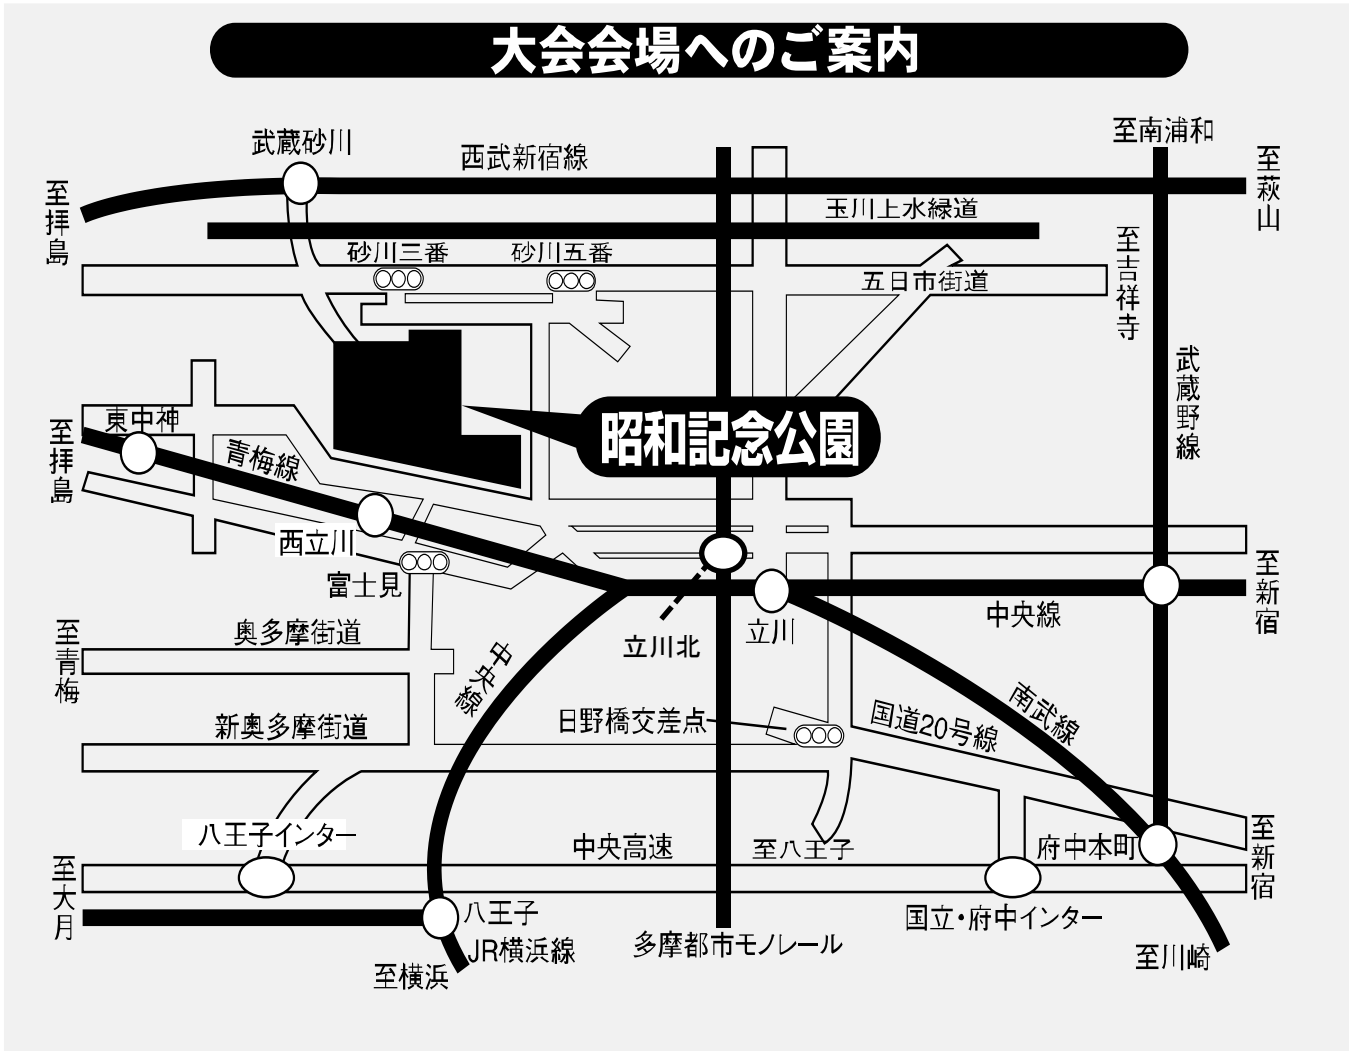 大会会場へのご案内
武蔵砂川
西武新宿線
至南浦和
至萩山
至拝島
玉川上水緑道
砂川三番
砂川五番
五日市街道
至吉祥寺
武蔵野線
東中神
至拝島
青梅線
昭和記念公園
西立川
富士見
至新宿
中央線
立川北
立川
奥多摩街道
至青梅
中央線
新奥多摩街道
日野橋交差点
国道20号線
南武線
八王子インター
中央高速
至八王子
府中本町
至新宿
至大月
八王子
JR横浜線
至横浜
多摩都市モノレール
国立・府中インター
至川崎